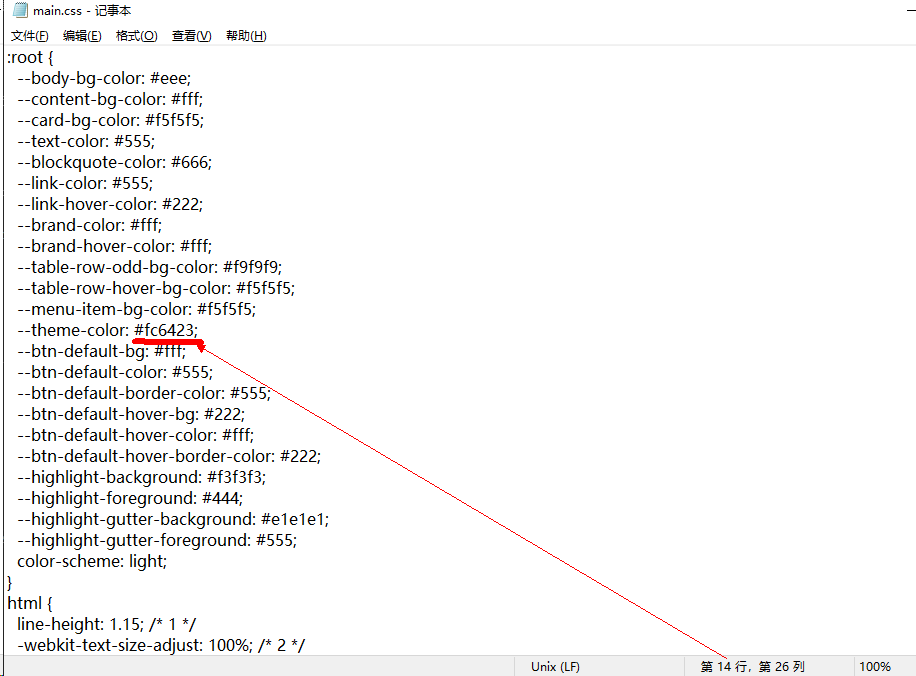 main.css - 记事本
文件(F) 编辑(E) 格式(O) 查看(V) 帮助(H)
:root {
--body-bg-color: #eee;
--content-bg-color: #fff;
--card-bg-color: #f5f5f5;
--text-color: #555;
--blockquote-color: #666;
--link-color: #555;
--link-hover-color: #222;
--brand-color: #fff;
--brand-hover-color: #fff;
--table-row-odd-bg-color: #f9f9f9;
--table-row-hover-bg-color: #f5f5f5;
--menu-item-bg-color: #f5f5f5;
--theme-color: #fc6423;
--btn-default-bg: #fff;
--btn-default-color: #555;
--btn-default-border-color: #555;
--btn-default-hover-bg: #222;
--btn-default-hover-color: #fff;
--btn-default-hover-border-color: #222;
--highlight-background: #f3f3f3;
--highlight-foreground: #444;
--highlight-gutter-background: #e1e1e1;
--highlight-gutter-foreground: #555;
color-scheme: light;
}
html {
line-height: 1.15; /* 1 */
-webkit-text-size-adjust: 100%; /* 2 */
Unix (LF) 第 14 行，第 26 列 100%